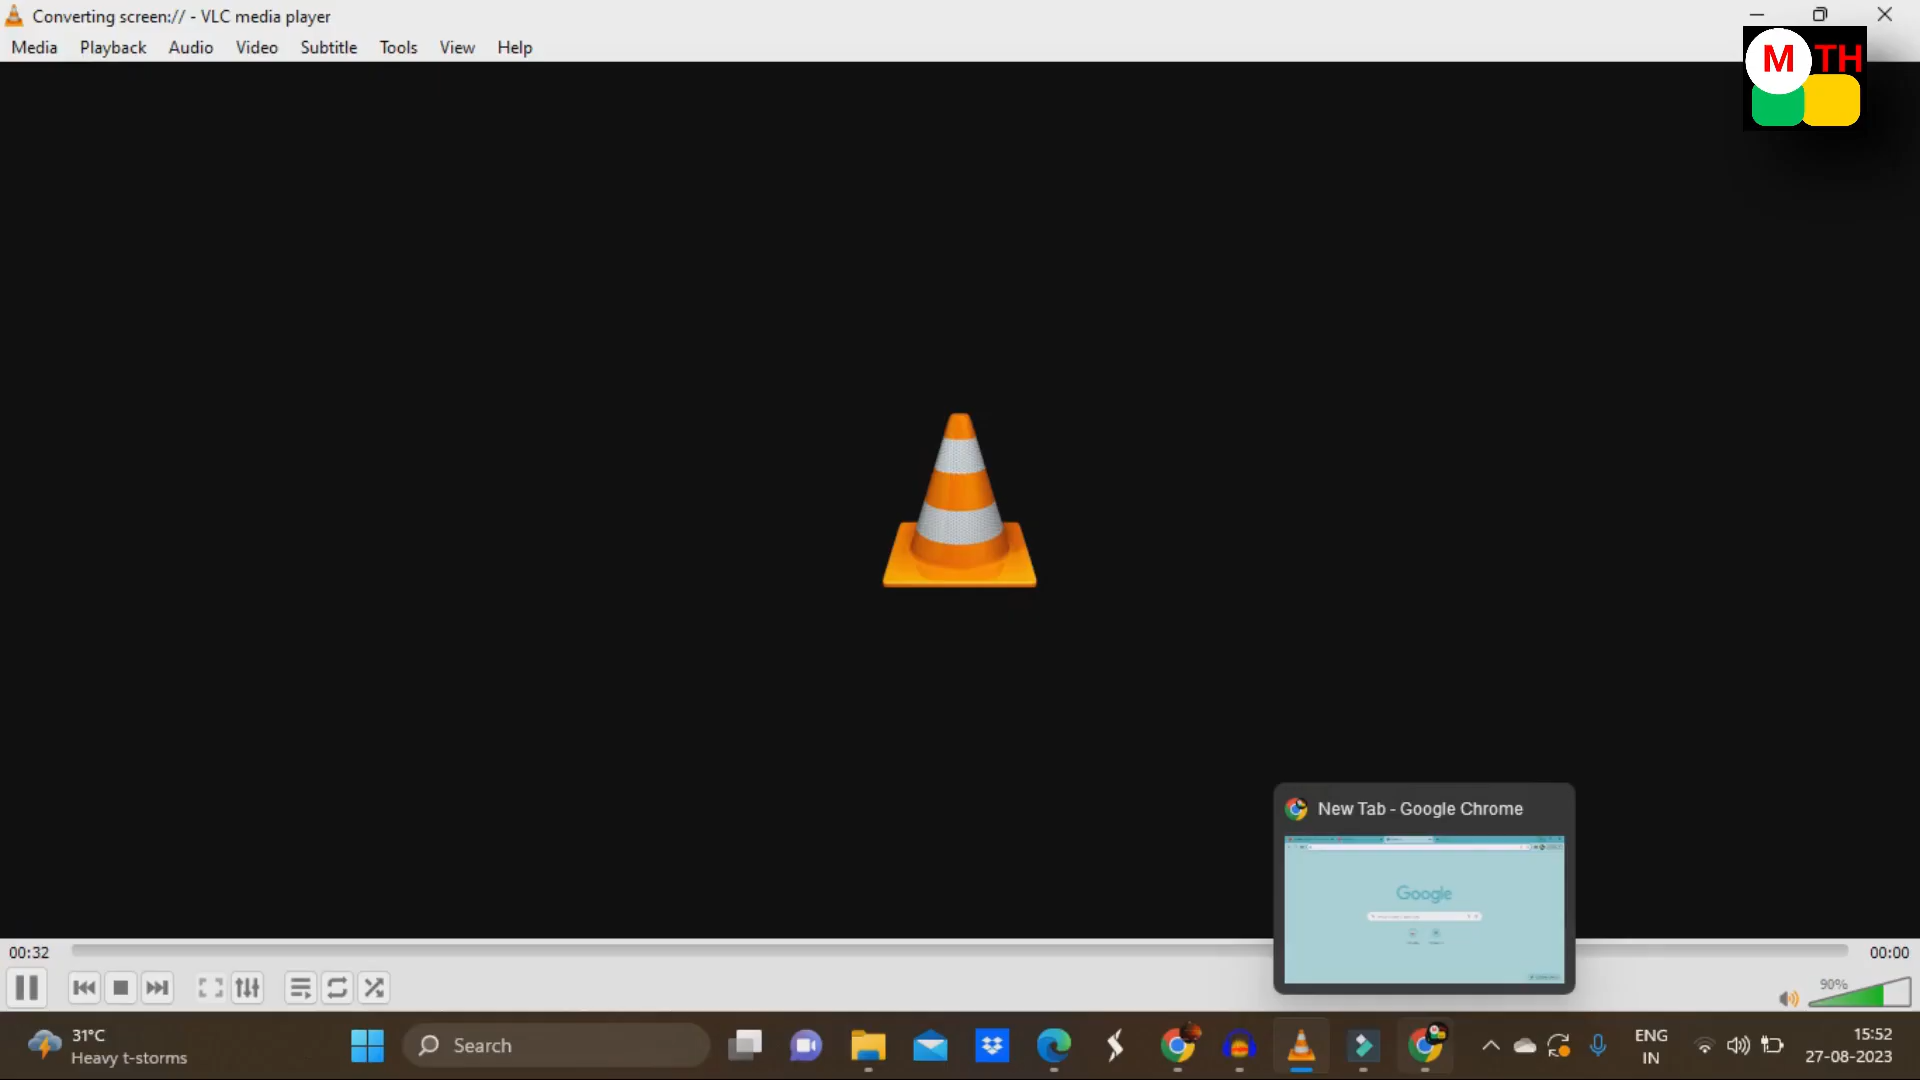 Converting screen:// - VLC media player
Media Playback Audio Video Subtitle Tools View Help
M TH
New Tab - Google Chrome
Google
00:32
00:00
90%
31°C
Heavy t-storms
Search
ENG
IN
15:52
27-08-2023